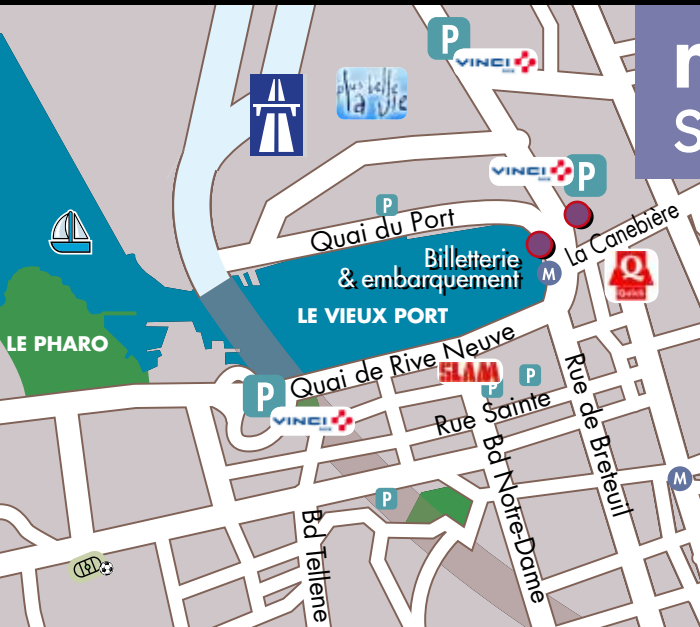 P
VINCI
plus belle
la vie
r
S
VINCI
P
P
Quai du Port
La Canebière
Billetterie
& embarquement
M
Q
Quick
LE VIEUX PORT
LE PHARO
Quai de Rive Neuve
SLAM
P
P
P
VINCI
Rue Sainte
Rue de Breteuil
Bd Notre-Dame
M
P
Bd Tellene